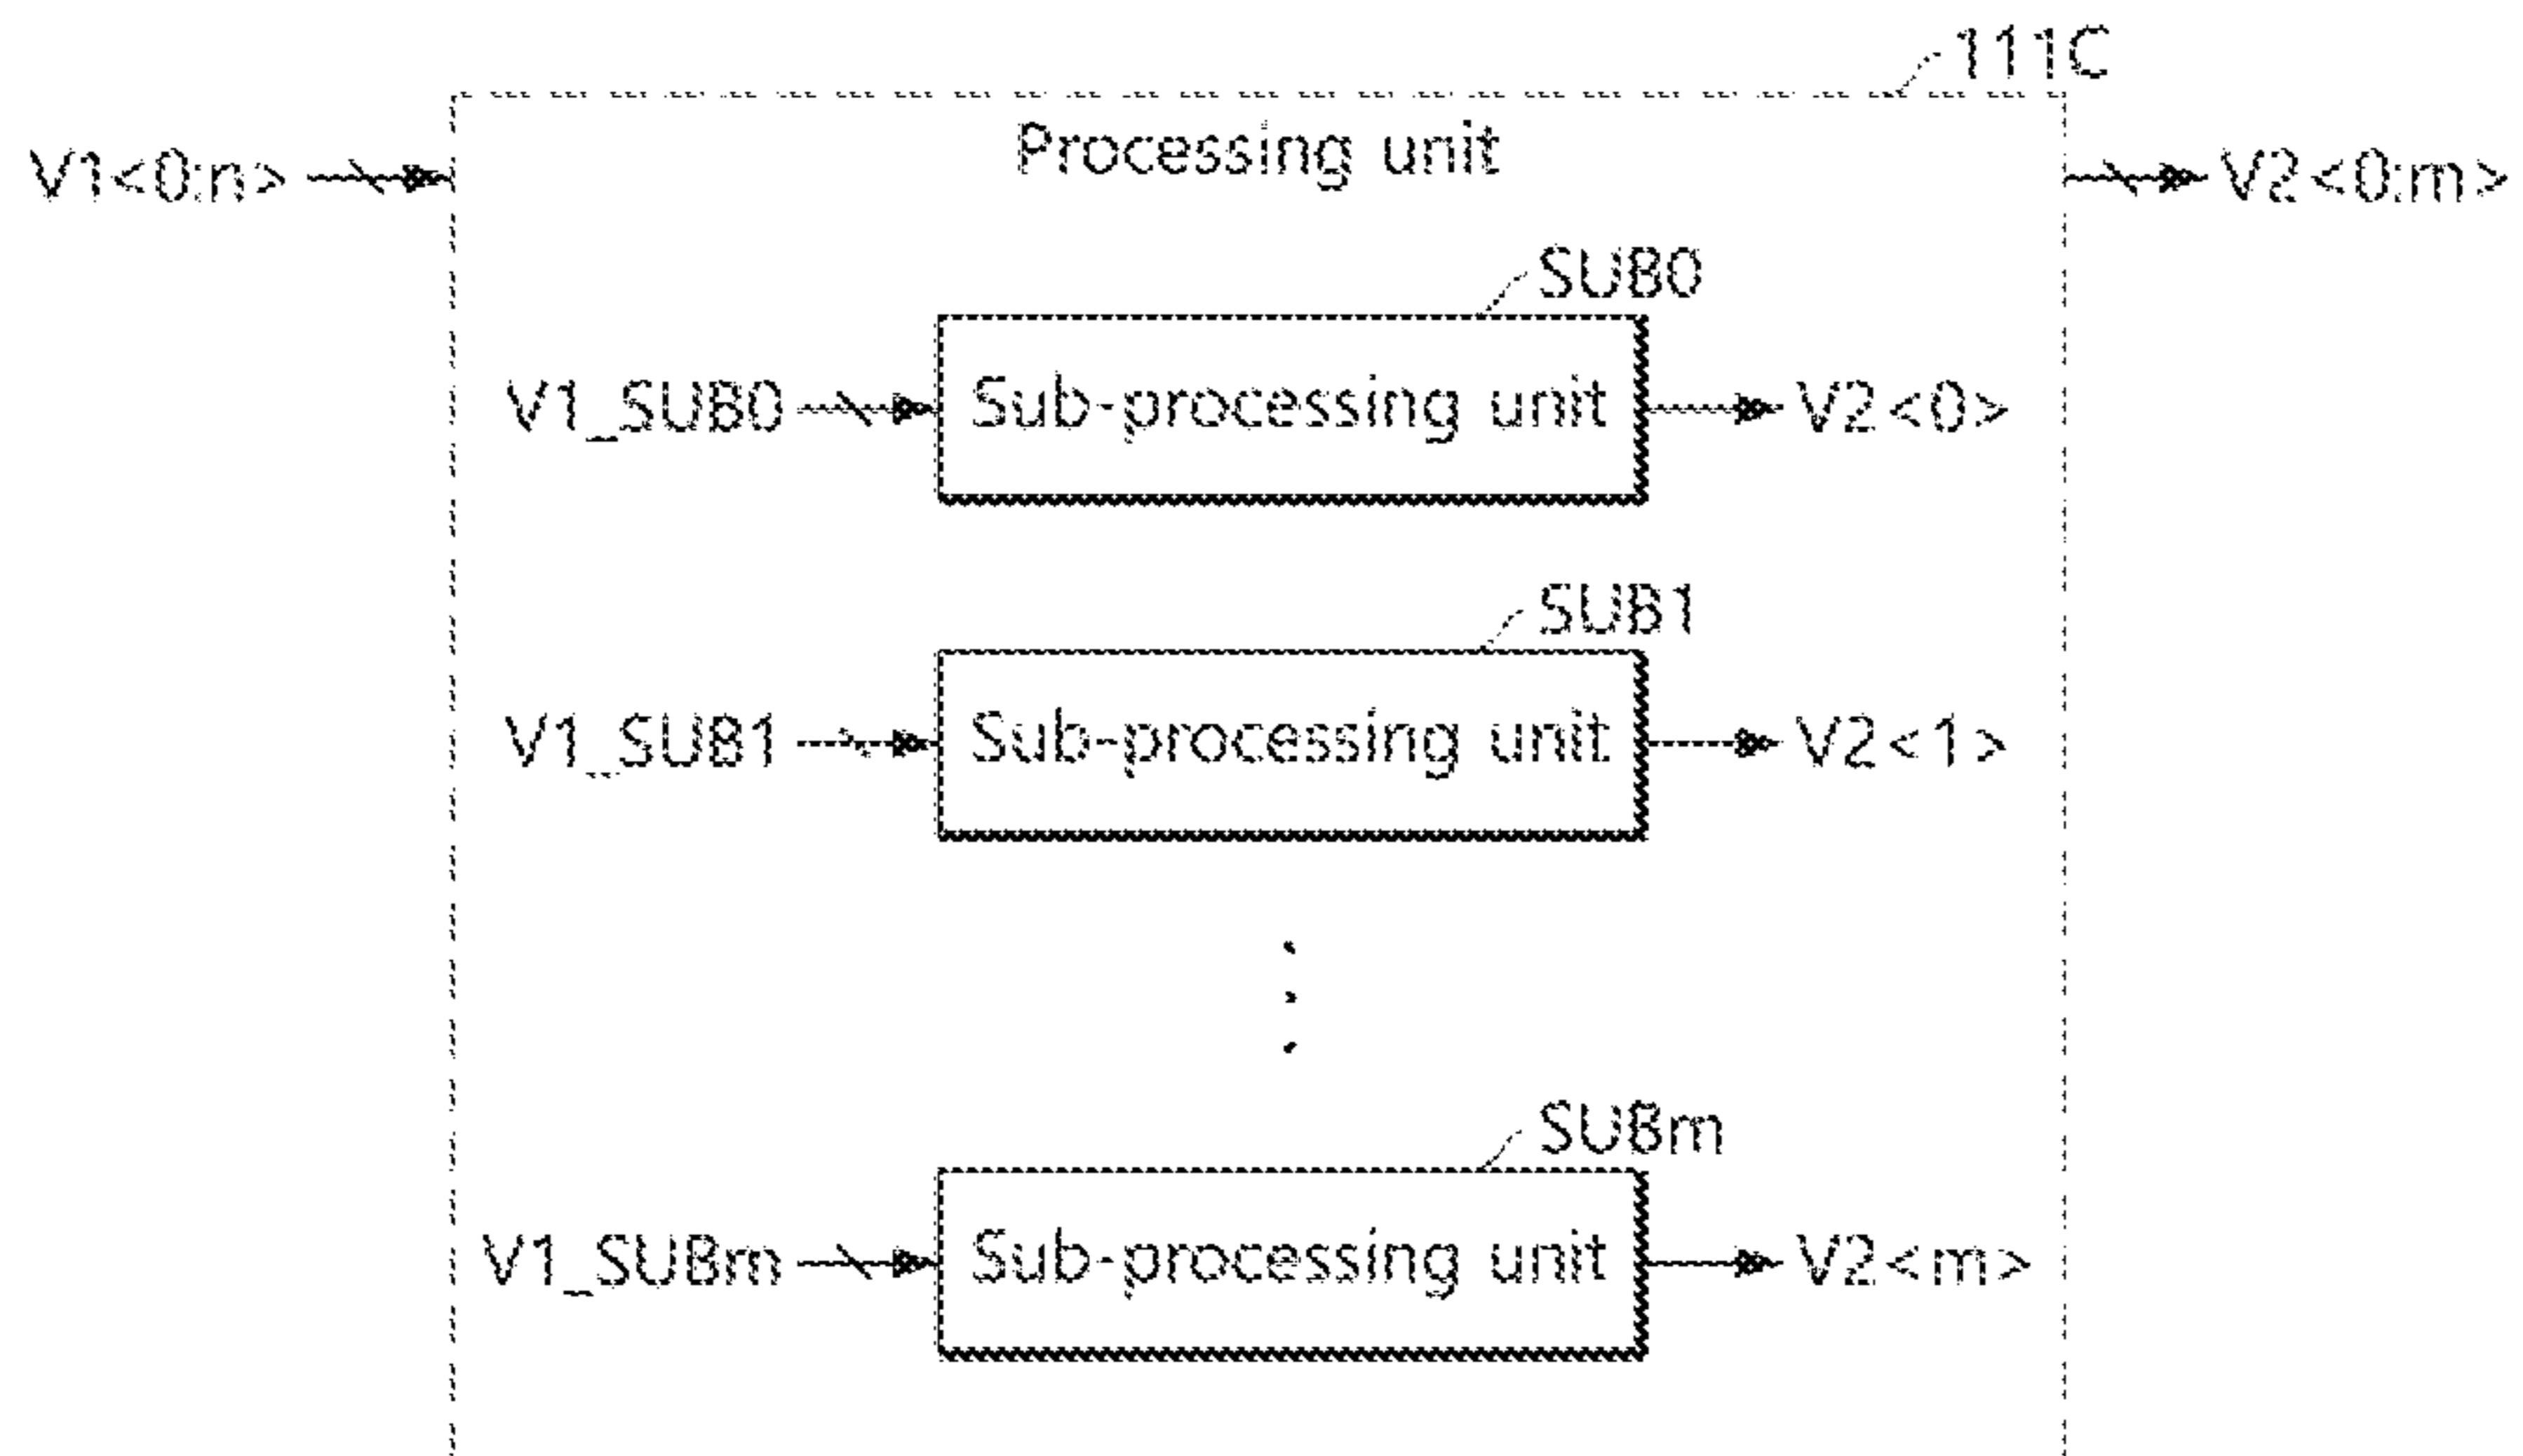 111C
Processing unit
V1<0:n>
V2<0:m>
SUB0
V1_SUB0
Sub-processing unit
V2<0>
SUB1
V1_SUB1
Sub-processing unit
V2<1>
SUBm
V1_SUBm
Sub-processing unit
V2<m>